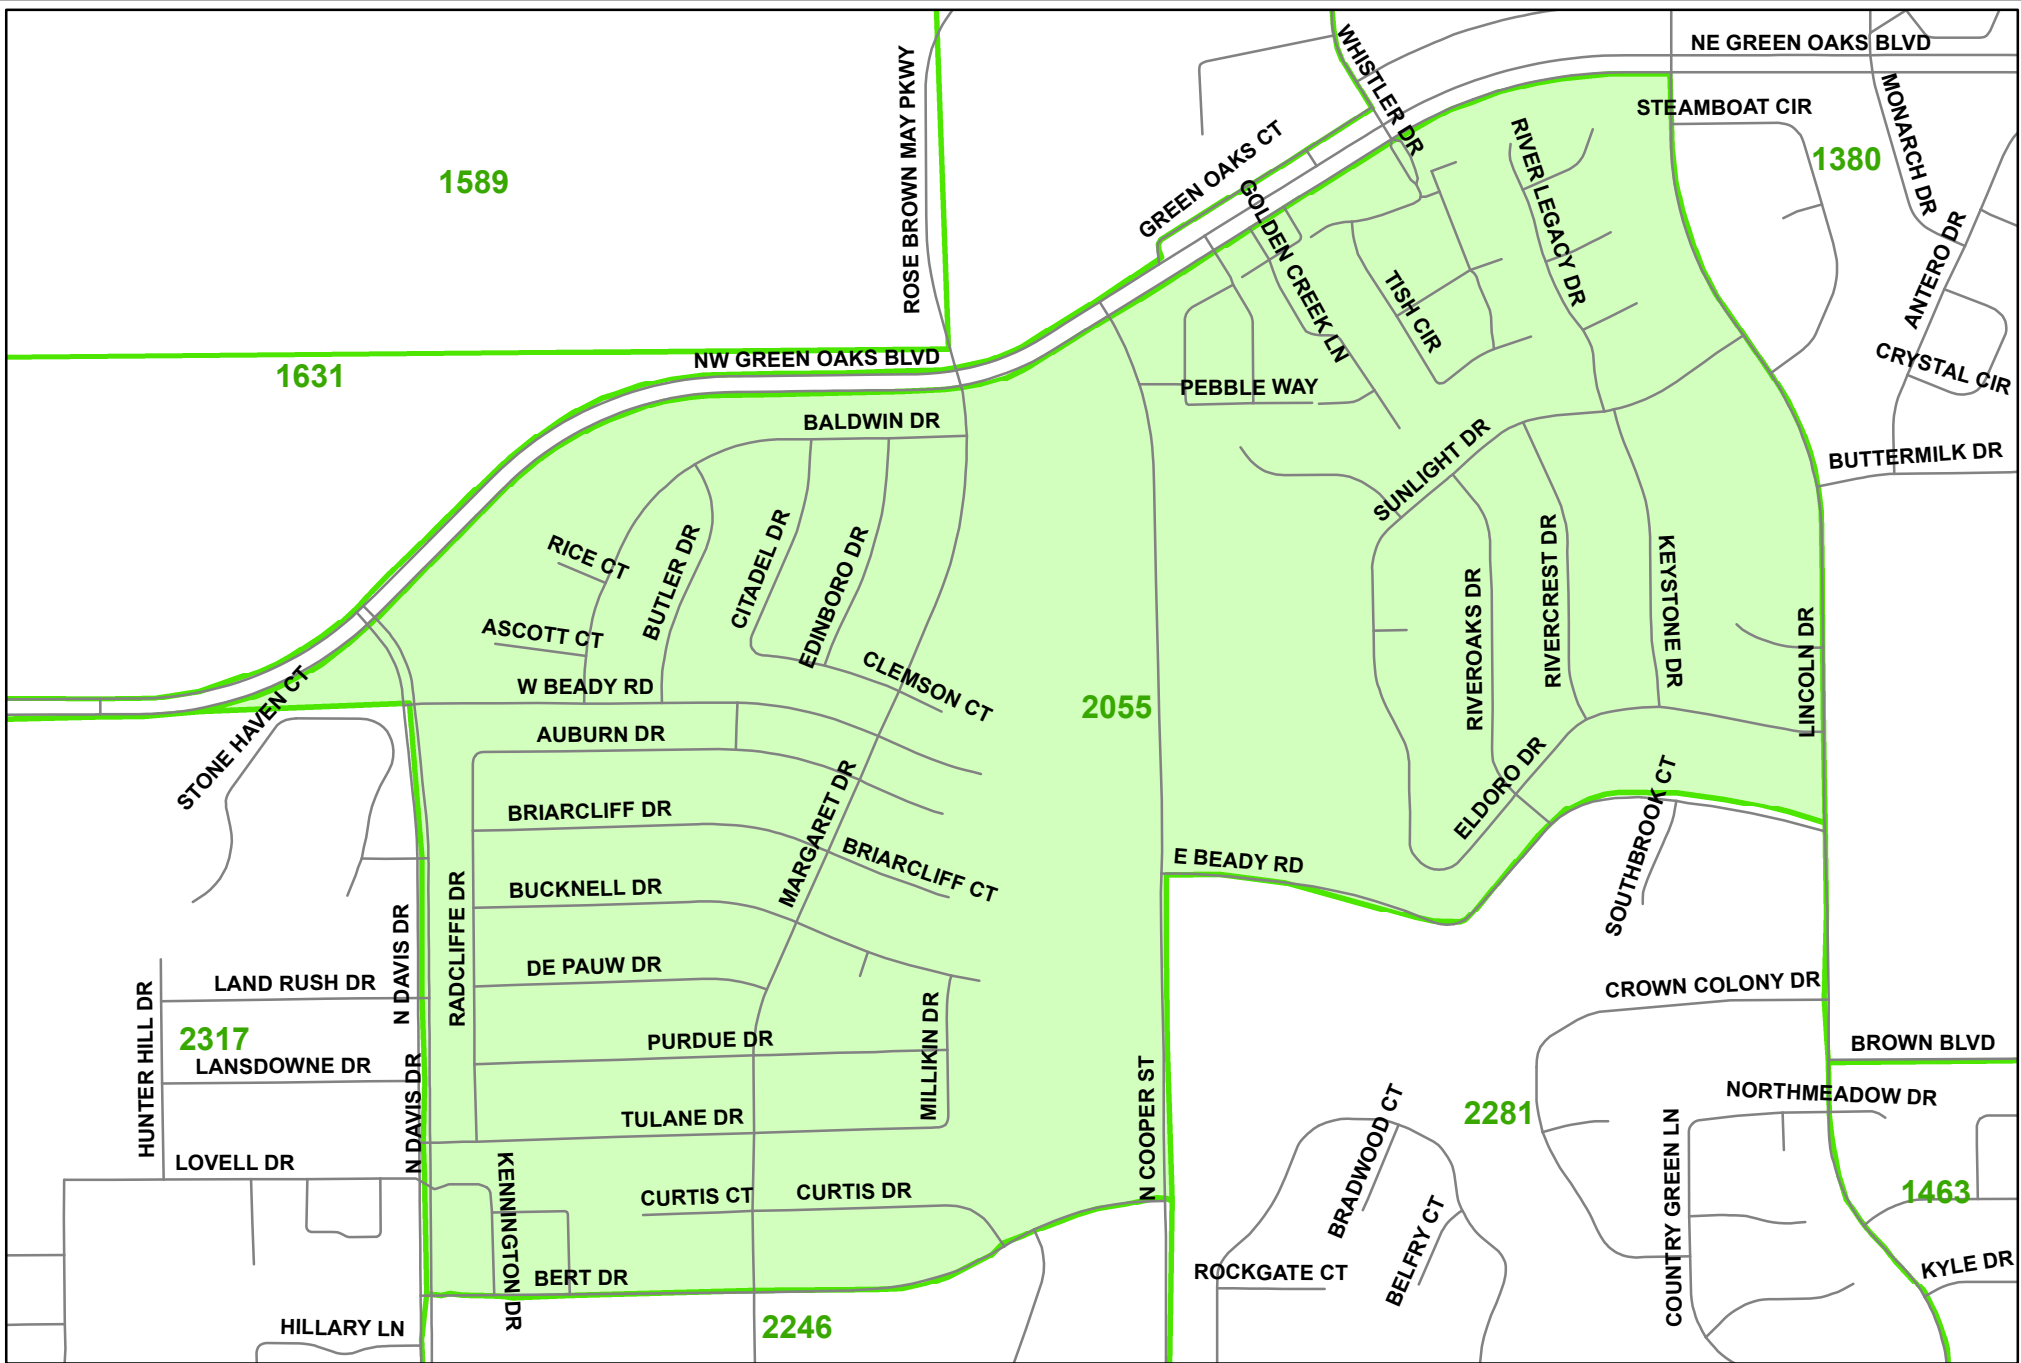 NE GREEN OAKS BLVD
WHISTLER DR
ROSE BROWN MAY PKWY
STEAMBOAT CIR
MONARCH DR
1380
1589
GREEN OAKS CT
RIVER LEGACY DR
GOLDEN CREEK LN
TISH CIR
ANTERO DR
CRYSTAL CIR
NW GREEN OAKS BLVD
1631
PEBBLE WAY
BALDWIN DR
SUNLIGHT DR
BUTTERMILK DR
RICE CT
BUTLER DR
CITADEL DR
EDINBORO DR
RIVEROAKS DR
RIVERCREST DR
KEYSTONE DR
LINCOLN DR
ASCOTT CT
CLEMSON CT
W BEADY RD
2055
STONE HAVEN CT
AUBURN DR
MARGARET DR
ELDORO DR
SOUTHBROOK CT
BRIARCLIFF DR
BRIARCLIFF CT
E BEADY RD
BUCKNELL DR
RADCLIFFE DR
N DAVIS DR
DE PAUW DR
LAND RUSH DR
CROWN COLONY DR
HUNTER HILL DR
2317
LANSDOWNE DR
PURDUE DR
MILLIKIN DR
BROWN BLVD
NORTHMEADOW DR
N DAVIS DR
TULANE DR
N COOPER ST
BRADWOOD CT
2281
COUNTRY GREEN LN
LOVELL DR
KENNINGTON DR
CURTIS CT
CURTIS DR
1463
BELFRY CT
BERT DR
ROCKGATE CT
KYLE DR
HILLARY LN
2246